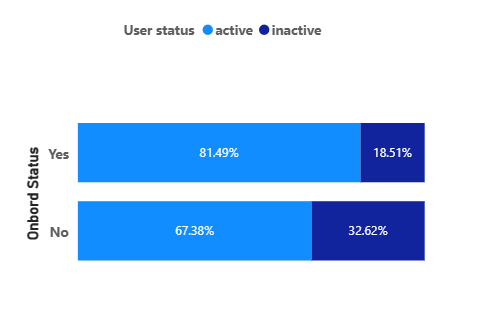 User status active inactive
Onbord Status
Yes 81.49% 18.51%
No 67.38% 32.62%